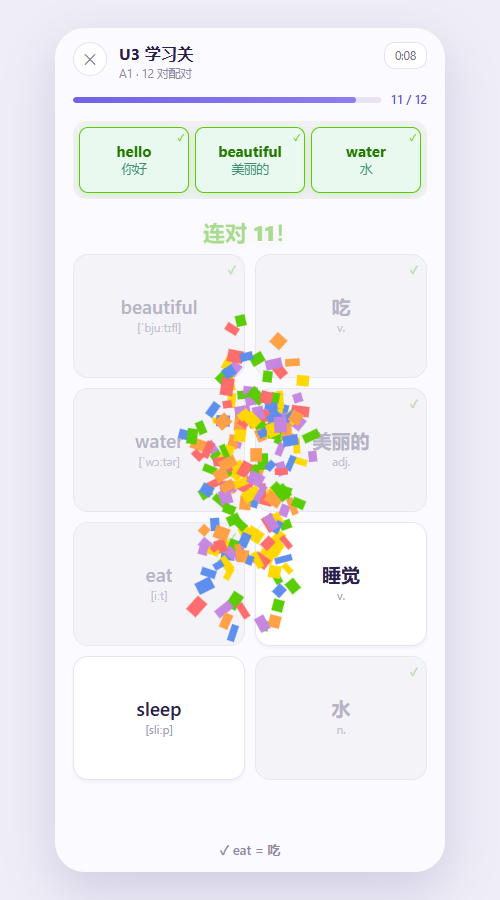 U3 学习关
A1 · 12 对配对
0:08
11 / 12
hello
你好
beautiful
美丽的
water
水
连对 11!
beautiful
[ˈbjuːtɪfl]
吃
v.
water
[ˈwɔːtər]
美丽的
adj.
eat
[iːt]
睡觉
v.
sleep
[sliːp]
水
n.
✓ eat = 吃